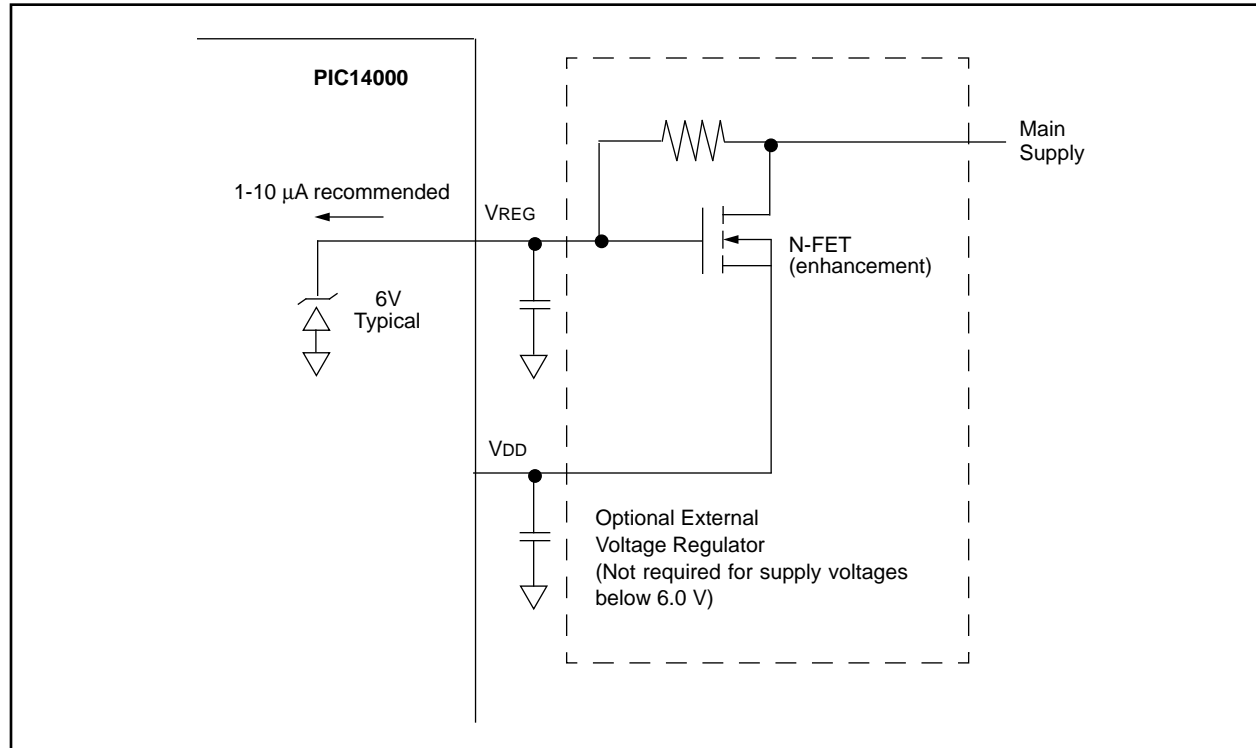 PIC14000
Main
Supply
1-10 μA recommended
VREG
N-FET
(enhancement)
6V
Typical
VDD
Optional External
Voltage Regulator
(Not required for supply voltages
below 6.0 V)